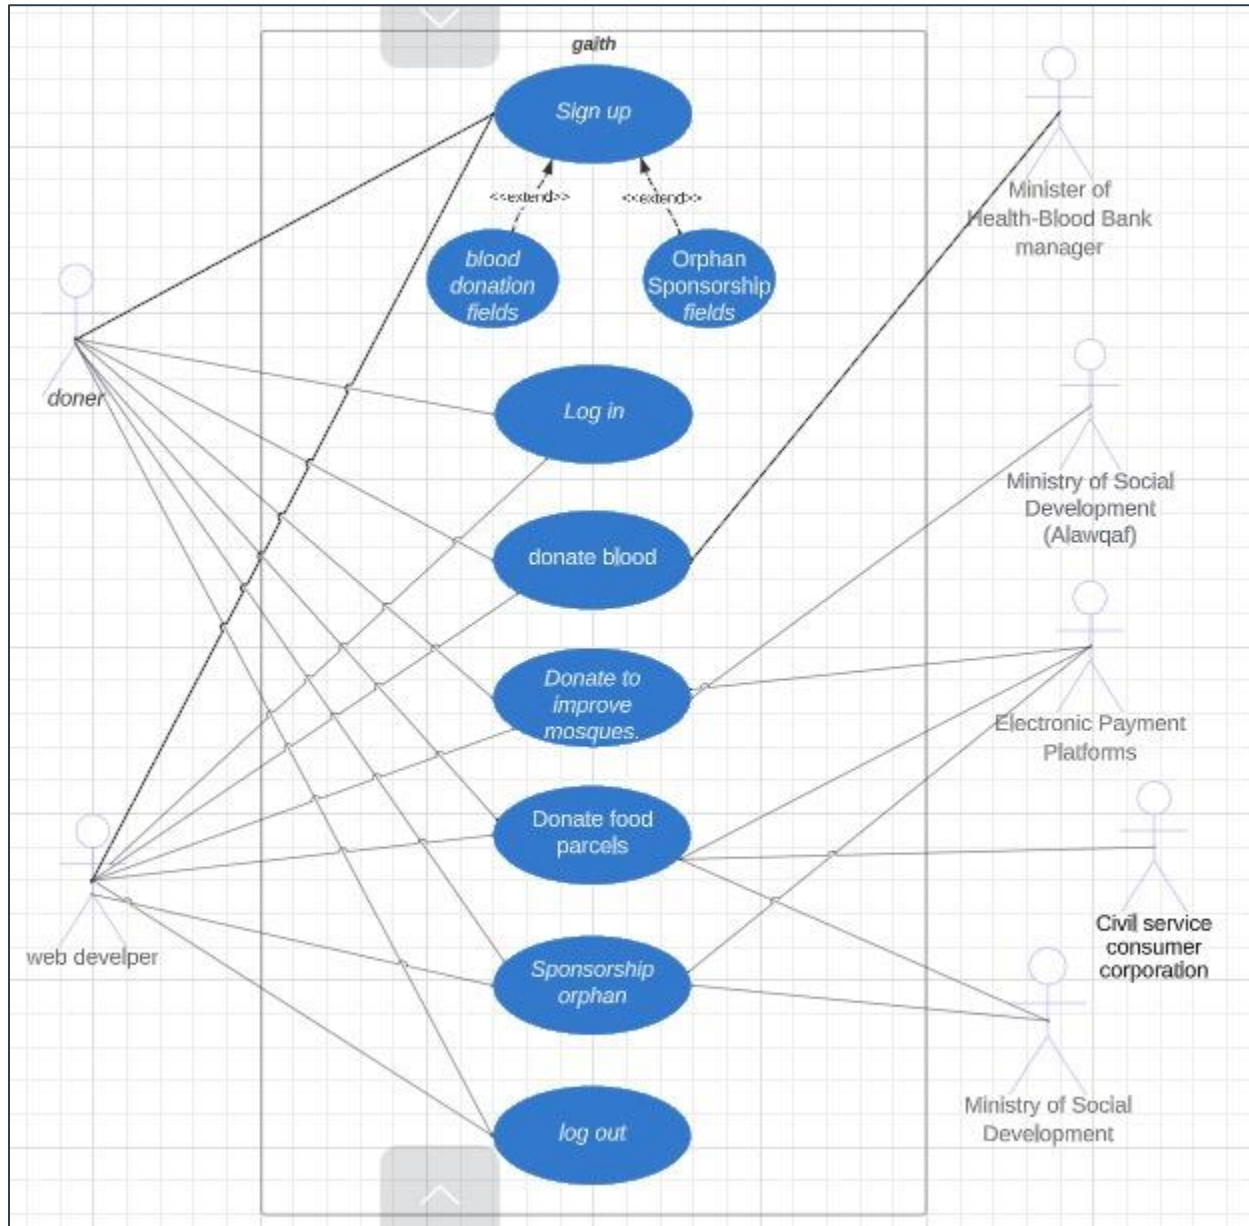 gaith
Sign up
<<extend>>
<<extend>>
blood
donation
fields
Orphan
Sponsorship
fields
Log in
donate blood
Donate to
improve
mosques.
Donate food
parcels
Sponsorship
orphan
log out
doner
web develper
Minister of
Health-Blood Bank
manager
Ministry of Social
Development
(Alawqaf)
Electronic Payment
Platforms
Civil service
consumer
corporation
Ministry of Social
Development